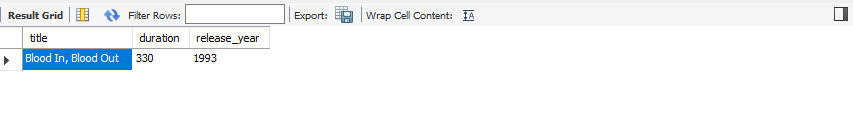 Result Grid Filter Rows: Export: Wrap Cell Content:
title duration release_year
Blood In, Blood Out 330 1993